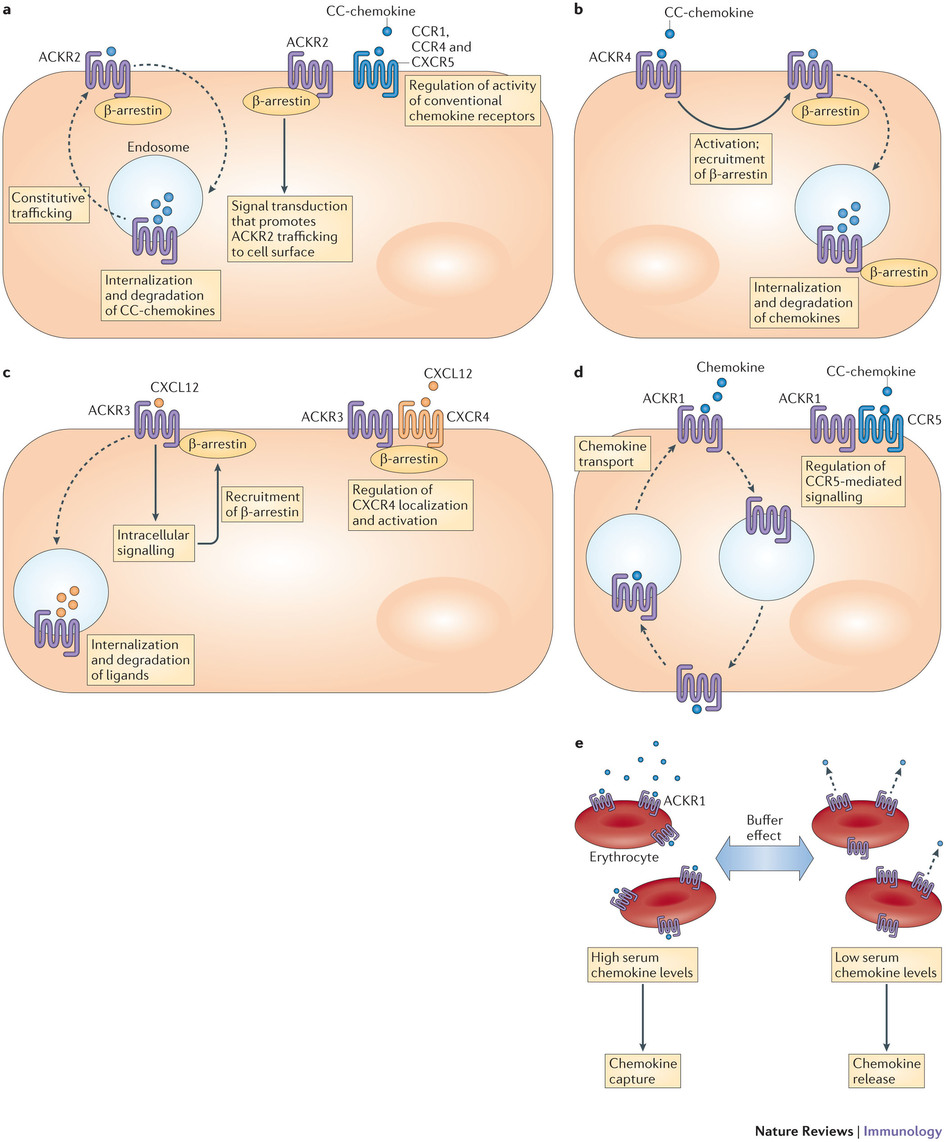 a
CC-chemokine
ACKR2
ACKR2
CCR1,
CCR4 and
CXCR5
β-arrestin
β-arrestin
Regulation of activity
of conventional
chemokine receptors
Endosome
Constitutive
trafficking
Signal transduction
that promotes
ACKR2 trafficking
to cell surface
Internalization
and degradation
of CC-chemokines
b
CC-chemokine
ACKR4
β-arrestin
Activation;
recruitment
of β-arrestin
β-arrestin
Internalization
and degradation
of chemokines
c
CXCL12
ACKR3
β-arrestin
CXCL12
ACKR3
CXCR4
β-arrestin
Recruitment
of β-arrestin
Regulation of
CXCR4 localization
and activation
Intracellular
signalling
Internalization
and degradation
of ligands
d
Chemokine
ACKR1
CC-chemokine
ACKR1
CCR5
Chemokine
transport
Regulation of
CCR5-mediated
signalling
e
ACKR1
Erythrocyte
Buffer
effect
High serum
chemokine levels
Low serum
chemokine levels
Chemokine
capture
Chemokine
release
Nature Reviews | Immunology